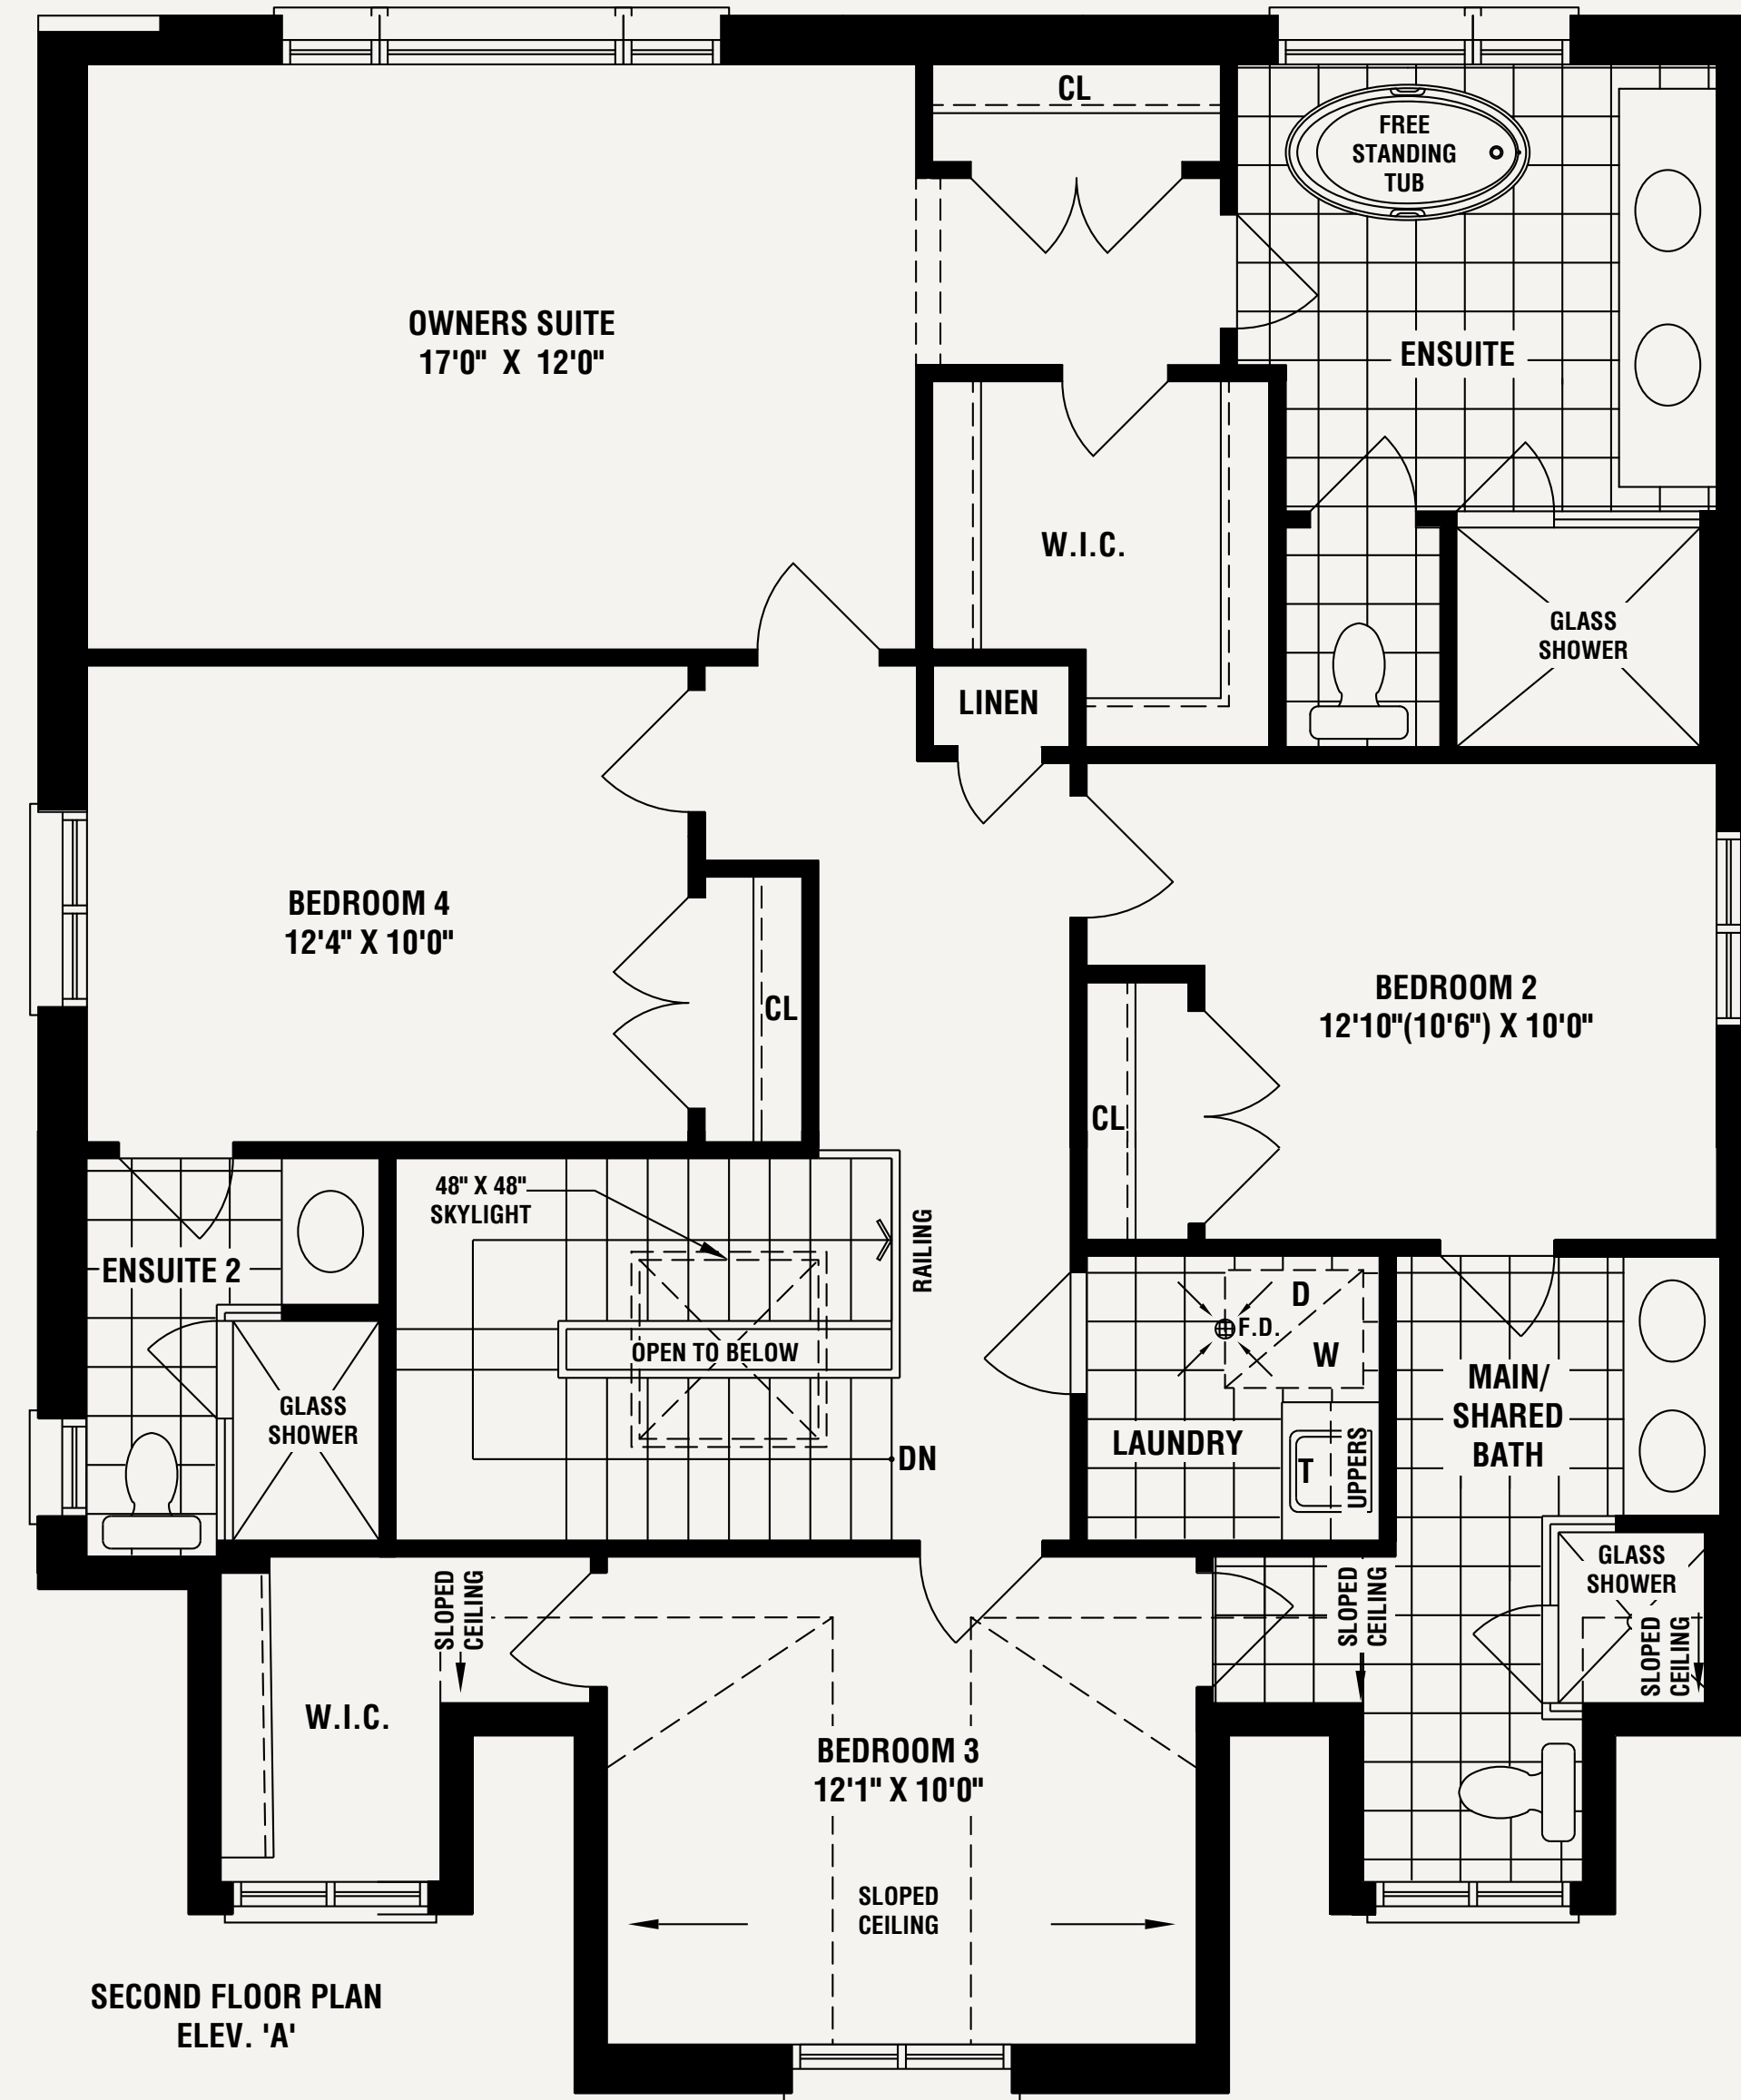 CL
FREE
STANDING
TUB
OWNERS SUITE
17'0" X 12'0"
ENSUITE
W.I.C.
GLASS
SHOWER
LINEN
BEDROOM 4
12'4" X 10'0"
CL
BEDROOM 2
12'10"(10'6") X 10'0"
CL
48" X 48"
SKYLIGHT
RAILING
ENSUITE 2
OPEN TO BELOW
D
F.D.
W
MAIN/
SHARED
BATH
GLASS
SHOWER
LAUNDRY
DN
T
UPPERS
GLASS
SHOWER
SLOPED
CEILING
SLOPED
CEILING
SLOPED
CEILING
W.I.C.
BEDROOM 3
12'1" X 10'0"
SLOPED
CEILING
SECOND FLOOR PLAN
ELEV. 'A'